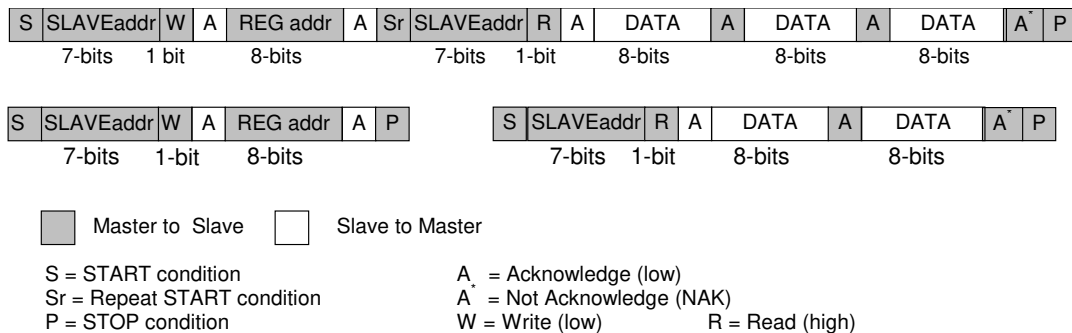 S SLAVEaddr W A REG addr A Sr SLAVEaddr R A DATA A DATA A DATA A* P
7-bits 1 bit 8-bits 7-bits 1-bit 8-bits 8-bits 8-bits
S SLAVEaddr W A REG addr A P S SLAVEaddr R A DATA A DATA A* P
7-bits 1-bit 8-bits 7-bits 1-bit 8-bits 8-bits
Master to Slave Slave to Master
S = START condition A = Acknowledge (low)
Sr = Repeat START condition A* = Not Acknowledge (NAK)
P = STOP condition W = Write (low) R = Read (high)